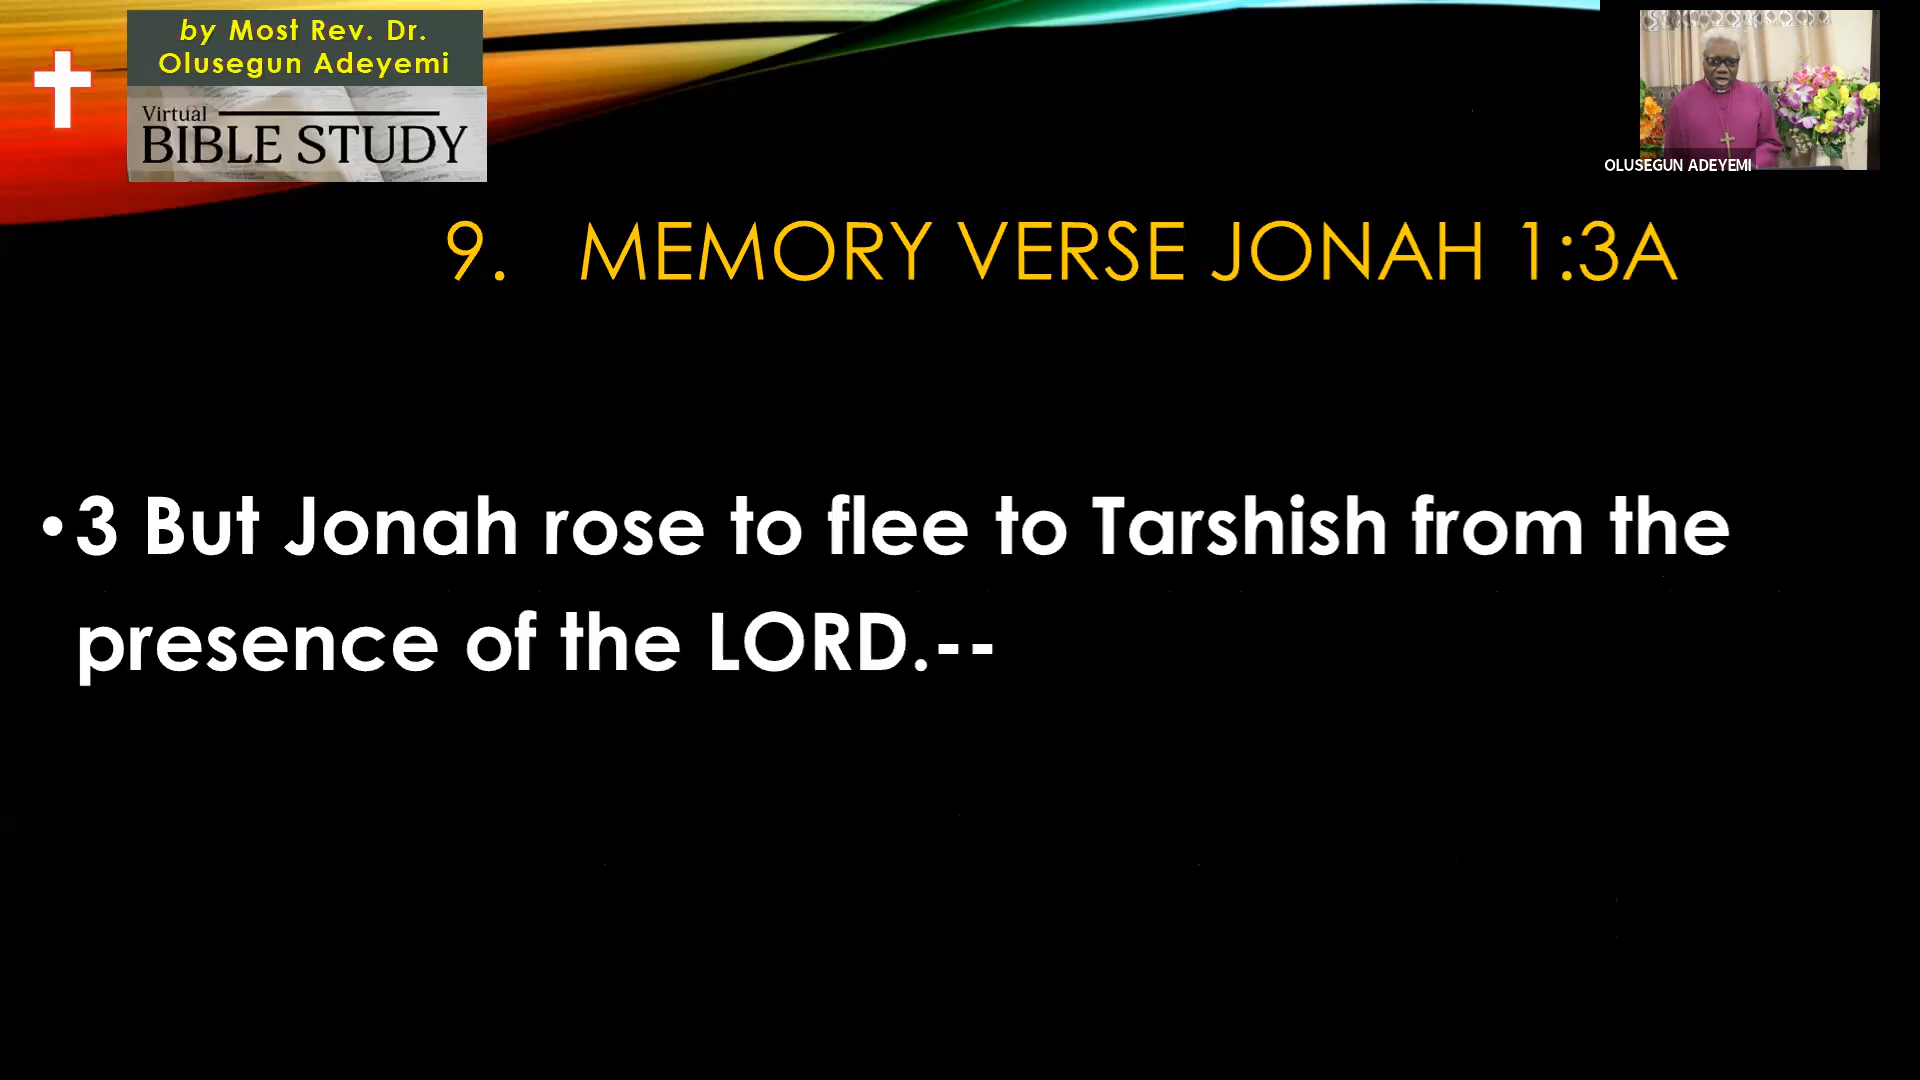 by Most Rev. Dr.
Olusegun Adeyemi
Virtual
BIBLE STUDY
OLUSEGUN ADEYEMI
9. MEMORY VERSE JONAH 1:3A
•3 But Jonah rose to flee to Tarshish from the
presence of the LORD.--